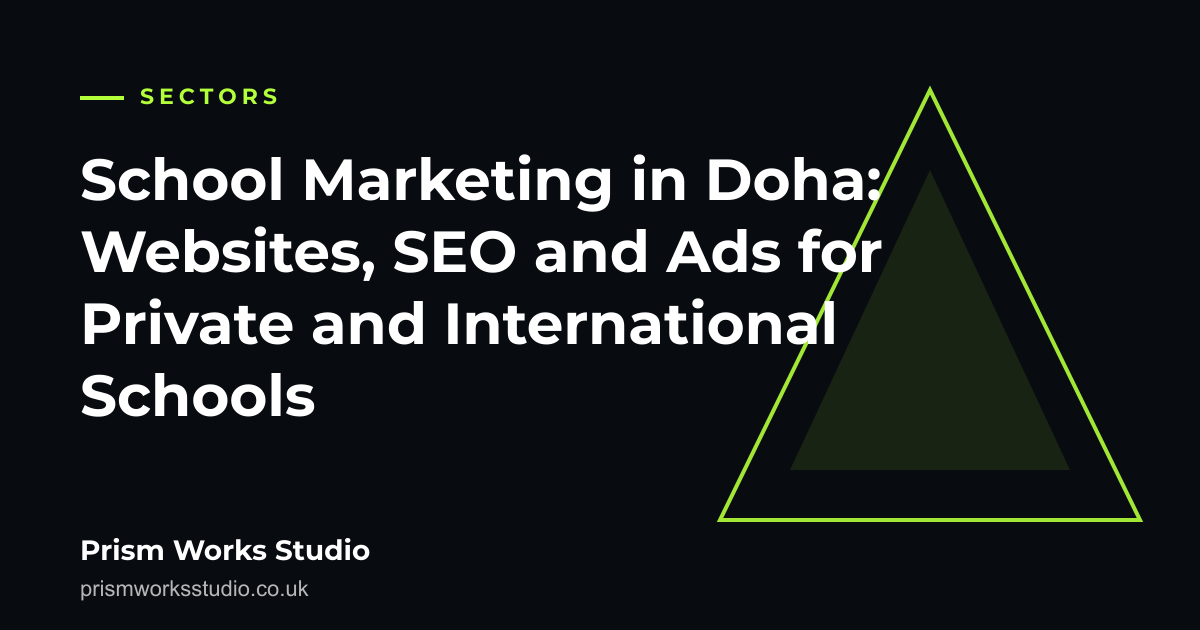 SECTORS
School Marketing in Doha:
Websites, SEO and Ads for
Private and International
Schools
Prism Works Studio
prismworksstudio.co.uk